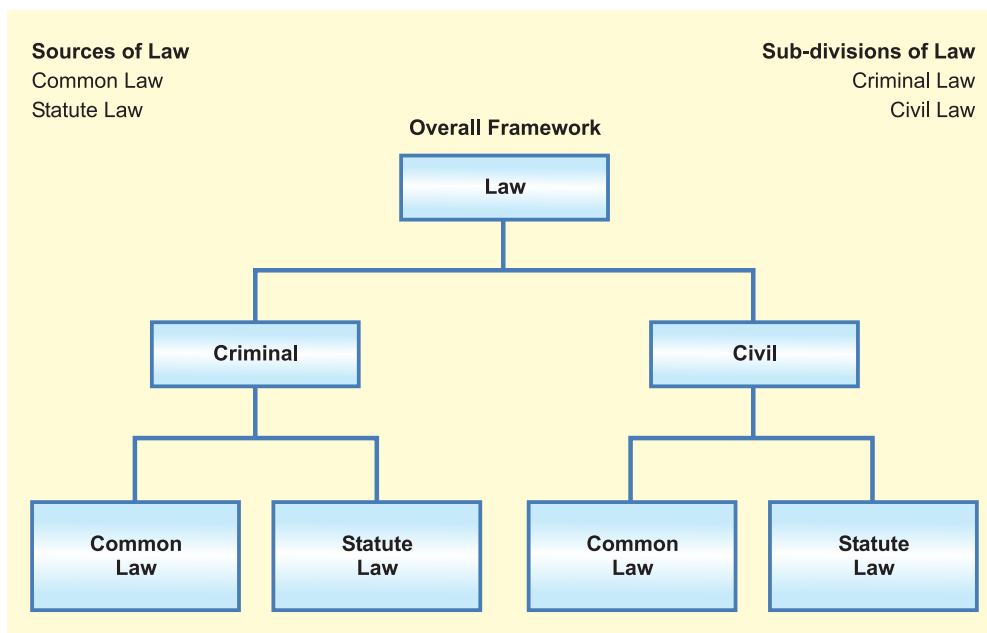 Sources of Law
Common Law
Statute Law
Sub-divisions of Law
Criminal Law
Civil Law
Overall Framework
Law
Criminal
Civil
Common
Law
Statute
Law
Common
Law
Statute
Law